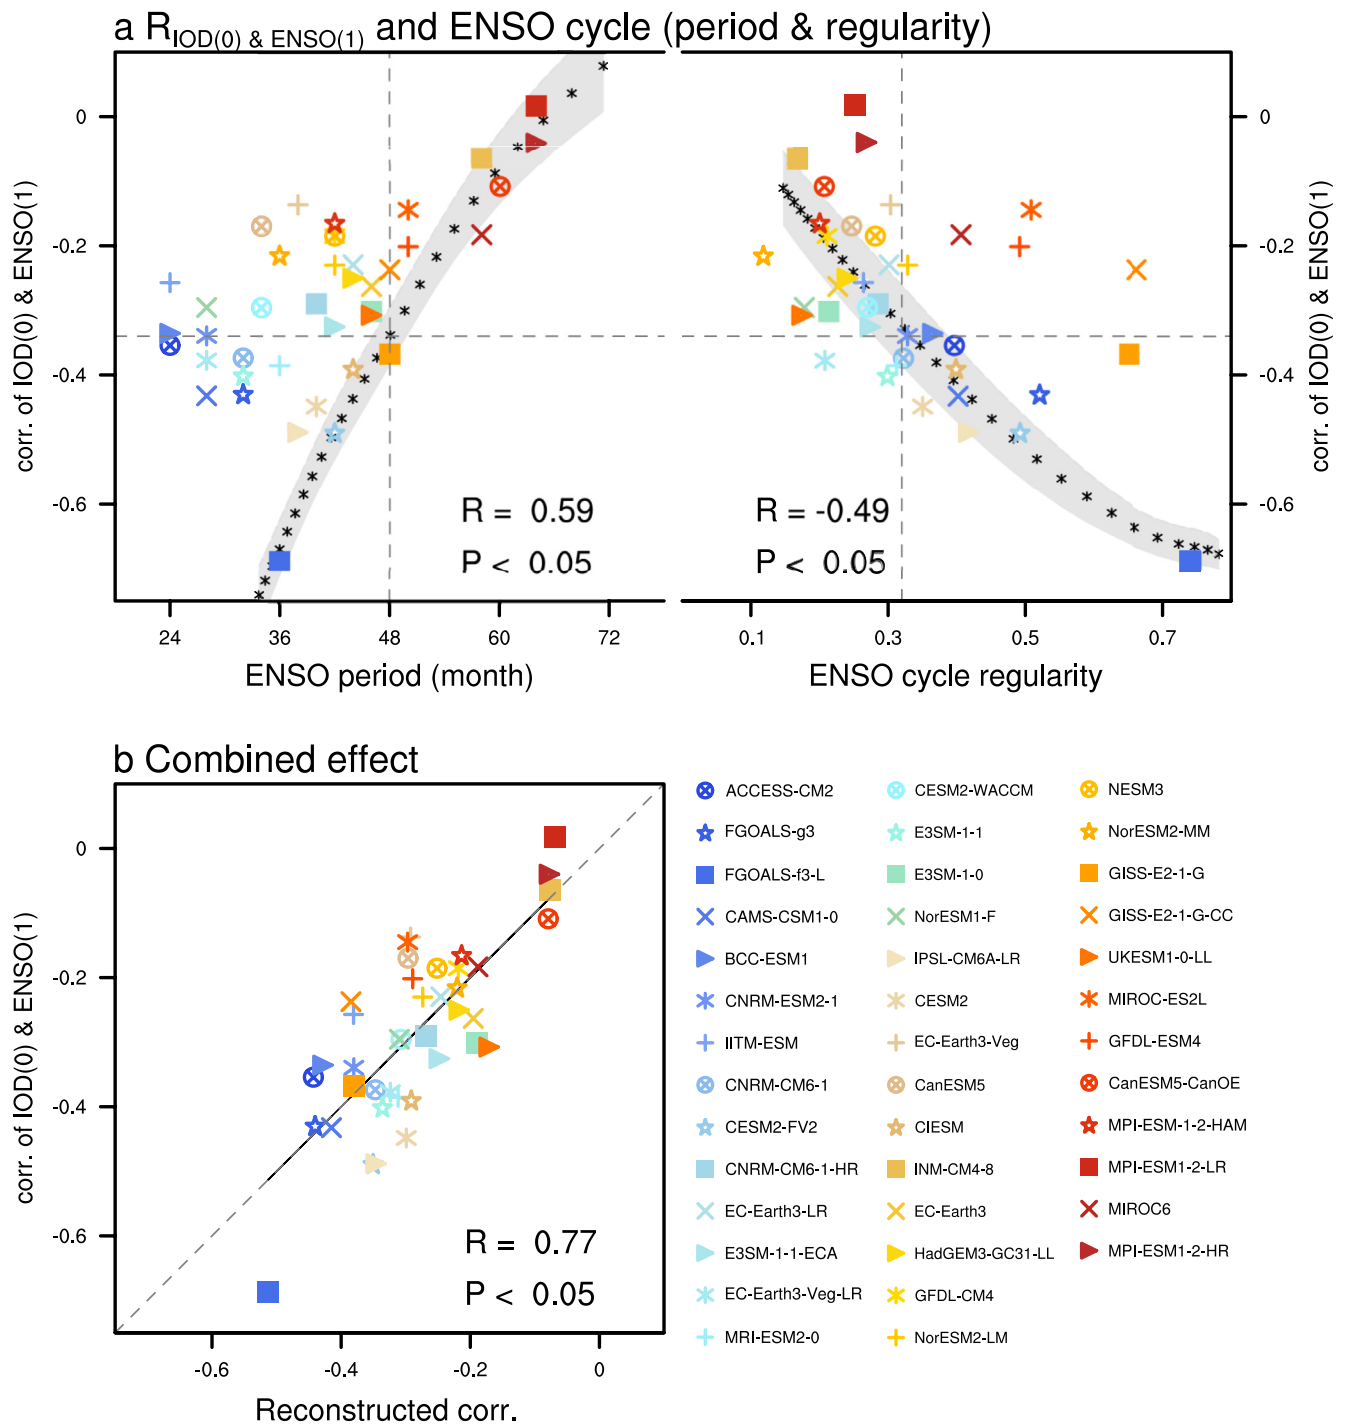 a R_IOD(0) & ENSO(1) and ENSO cycle (period & regularity)
corr. of IOD(0) & ENSO(1)
0
-0.2
-0.4
-0.6
R = 0.59
P < 0.05
24 36 48 60 72
ENSO period (month)
R = -0.49
P < 0.05
0.1 0.3 0.5 0.7
ENSO cycle regularity
0
-0.2
-0.4
-0.6
corr. of IOD(0) & ENSO(1)
b Combined effect
corr. of IOD(0) & ENSO(1)
0
-0.2
-0.4
-0.6
R = 0.77
P < 0.05
-0.6 -0.4 -0.2 0
Reconstructed corr.
ACCESS-CM2
FGOALS-g3
FGOALS-f3-L
CAMS-CSM1-0
BCC-ESM1
CNRM-ESM2-1
IITM-ESM
CNRM-CM6-1
CESM2-FV2
CNRM-CM6-1-HR
EC-Earth3-LR
E3SM-1-1-ECA
EC-Earth3-Veg-LR
MRI-ESM2-0
CESM2-WACCM
E3SM-1-1
E3SM-1-0
NorESM1-F
IPSL-CM6A-LR
CESM2
EC-Earth3-Veg
CanESM5
CIESM
INM-CM4-8
EC-Earth3
HadGEM3-GC31-LL
GFDL-CM4
NorESM2-LM
NESM3
NorESM2-MM
GISS-E2-1-G
GISS-E2-1-G-CC
UKESM1-0-LL
MIROC-ES2L
GFDL-ESM4
CanESM5-CanOE
MPI-ESM-1-2-HAM
MPI-ESM1-2-LR
MIROC6
MPI-ESM1-2-HR